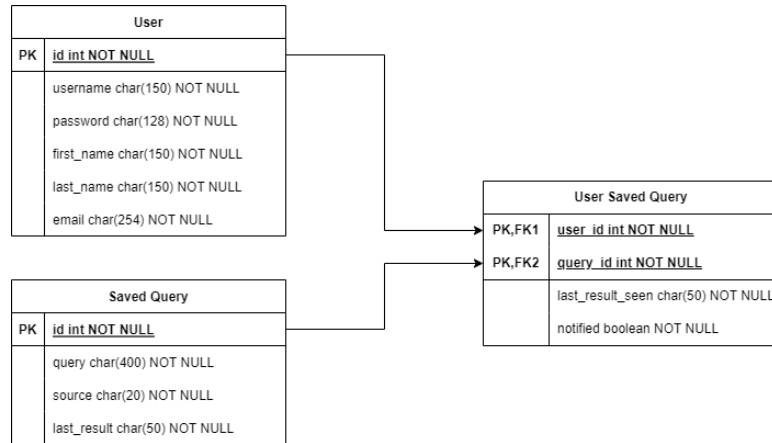 User
PK id int NOT NULL
username char(150) NOT NULL
password char(128) NOT NULL
first_name char(150) NOT NULL
last_name char(150) NOT NULL
email char(254) NOT NULL
Saved Query
PK id int NOT NULL
query char(400) NOT NULL
source char(20) NOT NULL
last_result char(50) NOT NULL
User Saved Query
PK,FK1 user_id int NOT NULL
PK,FK2 query_id int NOT NULL
last_result_seen char(50) NOT NULL
notified boolean NOT NULL